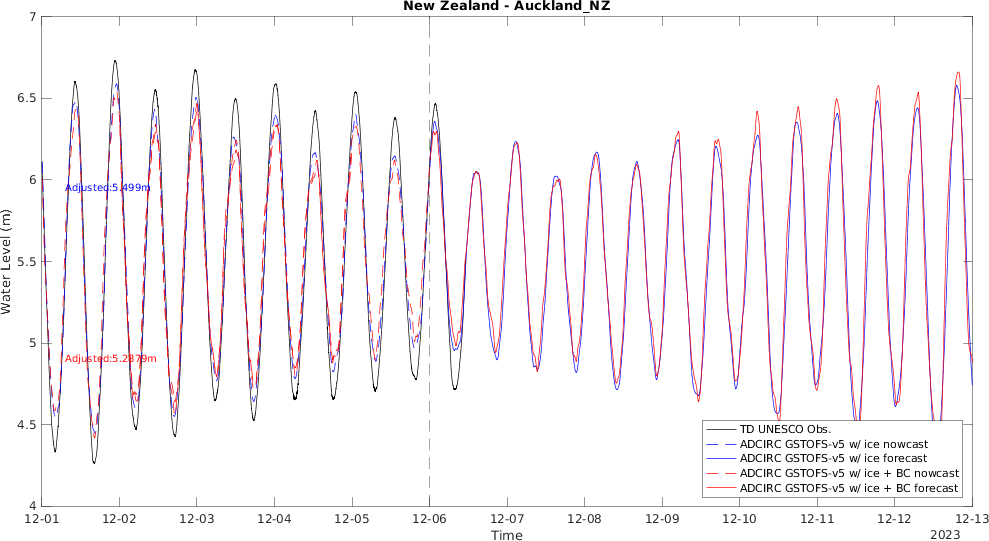 New Zealand - Auckland_NZ
7
6.5
6
5.5
5
4.5
4
Water Level (m)
Adjusted:5.499m
Adjusted:5.2879m
TD UNESCO Obs.
ADCIRC GSTOFS-v5 w/ ice nowcast
ADCIRC GSTOFS-v5 w/ ice forecast
ADCIRC GSTOFS-v5 w/ ice + BC nowcast
ADCIRC GSTOFS-v5 w/ ice + BC forecast
12-01 12-02 12-03 12-04 12-05 12-06 12-07 12-08 12-09 12-10 12-11 12-12 12-13
Time
2023